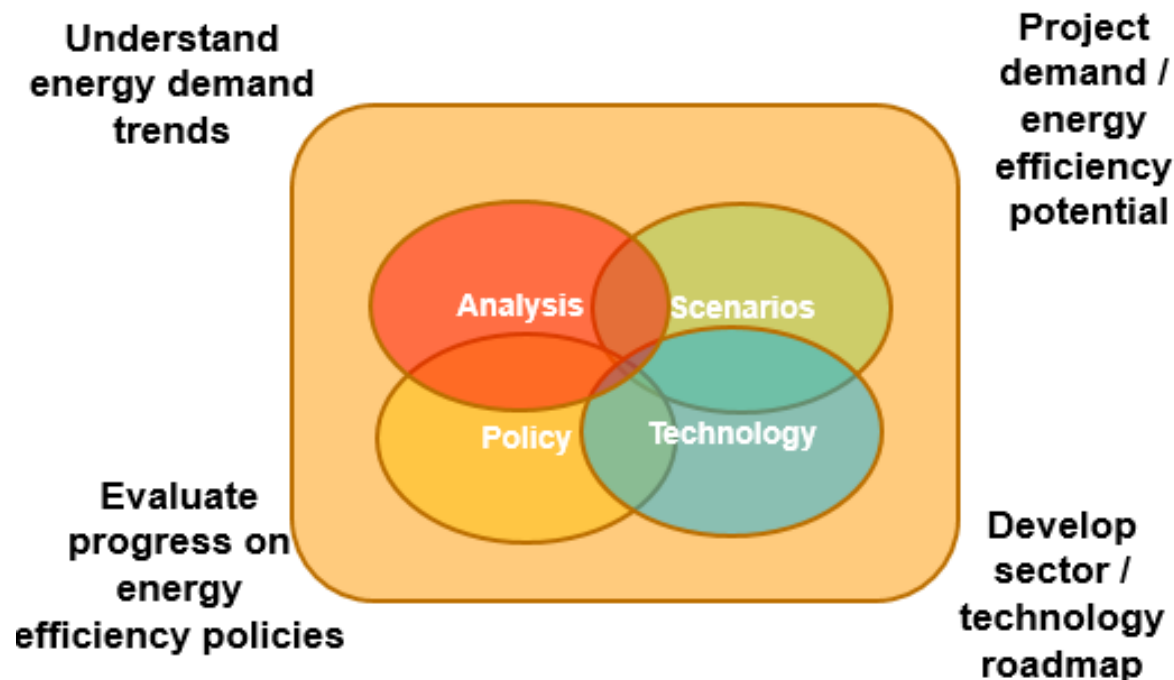 Understand
energy demand
trends
Project
demand /
energy
efficiency
potential
Analysis
Scenarios
Policy
Technology
Evaluate
progress on
energy
efficiency policies
Develop
sector /
technology
roadmap